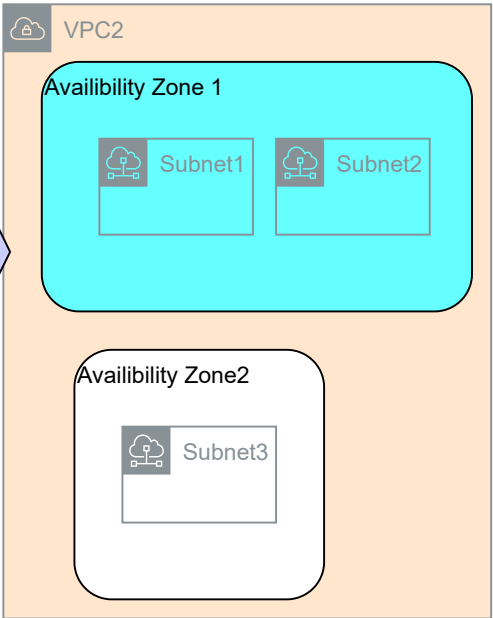 VPC2
Availibility Zone 1
Subnet1
Subnet2
Availibility Zone2
Subnet3